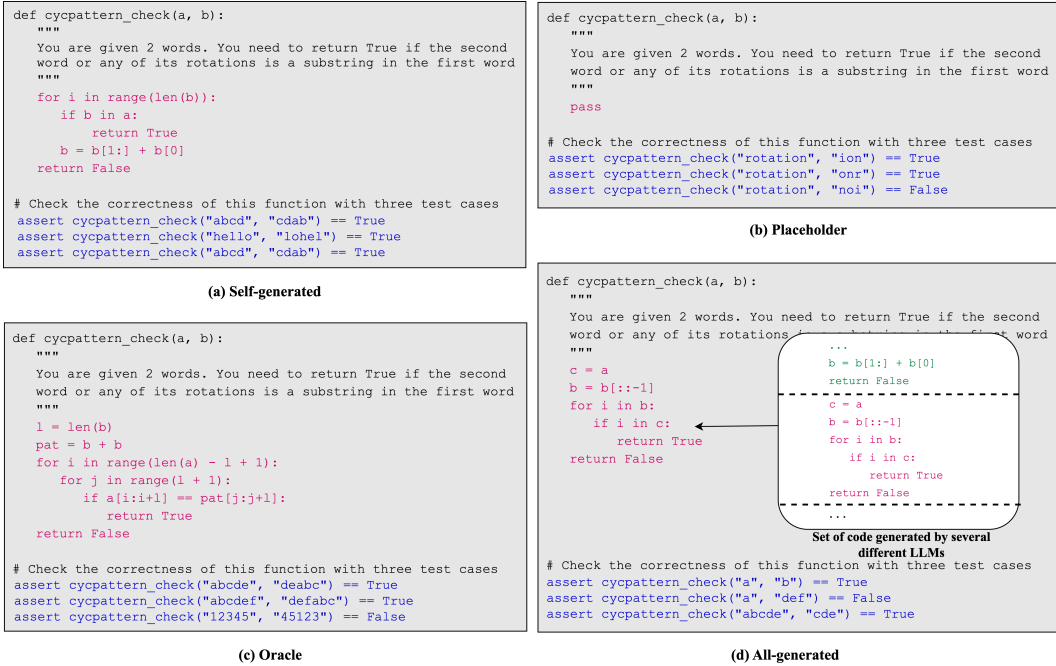 def cycpattern_check(a, b):
"""
You are given 2 words. You need to return True if the second
word or any of its rotations is a substring in the first word
"""
for i in range(len(b)):
if b in a:
return True
b = b[1:] + b[0]
return False
# Check the correctness of this function with three test cases
assert cycpattern_check("abcd", "cdab") == True
assert cycpattern_check("hello", "lohel") == True
assert cycpattern_check("abcd", "cdab") == True
(a) Self-generated
def cycpattern_check(a, b):
"""
You are given 2 words. You need to return True if the second
word or any of its rotations is a substring in the first word
"""
pass
# Check the correctness of this function with three test cases
assert cycpattern_check("rotation", "ion") == True
assert cycpattern_check("rotation", "onr") == True
assert cycpattern_check("rotation", "noi") == False
(b) Placeholder
def cycpattern_check(a, b):
"""
You are given 2 words. You need to return True if the second
word or any of its rotations is a substring in the first word
"""
l = len(b)
pat = b + b
for i in range(len(a) - l + 1):
for j in range(l + 1):
if a[i:i+l] == pat[j:j+l]:
return True
return False
# Check the correctness of this function with three test cases
assert cycpattern_check("abcde", "deabc") == True
assert cycpattern_check("abcdef", "defabc") == True
assert cycpattern_check("12345", "45123") == False
(c) Oracle
def cycpattern_check(a, b):
"""
You are given 2 words. You need to return True if the second
word or any of its rotations word
"""
c = a
b = b[::-1]
for i in b:
if i in c:
return True
return False
...
b = b[1:] + b[0]
return False
c = a
b = b[::-1]
for i in b:
if i in c:
return True
return False
...
Set of code generated by several
different LLMs
# Check the correctness of this function with three test cases
assert cycpattern_check("a", "b") == True
assert cycpattern_check("a", "def") == False
assert cycpattern_check("abcde", "cde") == True
(d) All-generated